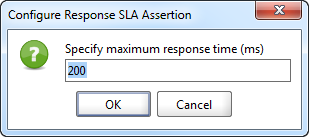 Configure Response SLA Assertion
Specify maximum response time (ms)
200
OK Cancel